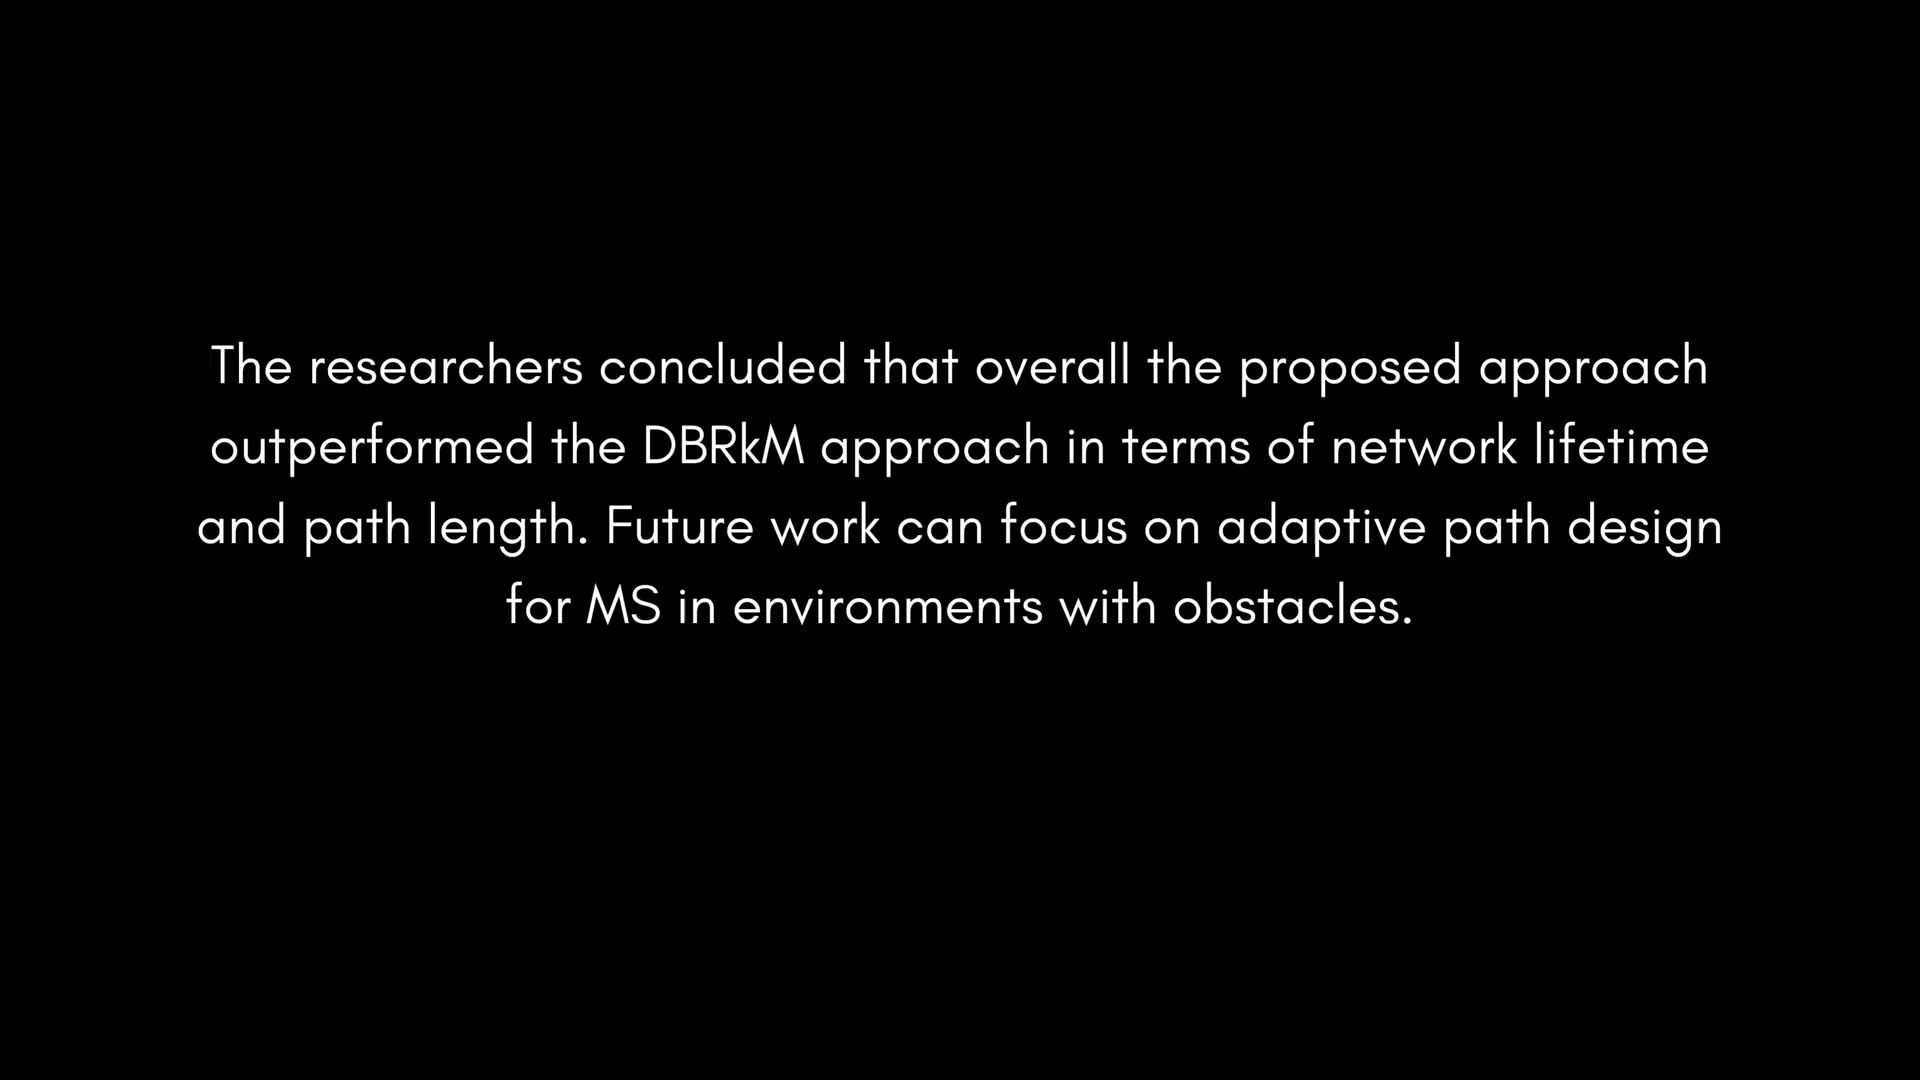 The researchers concluded that overall the proposed approach
outperformed the DBRkM approach in terms of network lifetime
and path length. Future work can focus on adaptive path design
for MS in environments with obstacles.